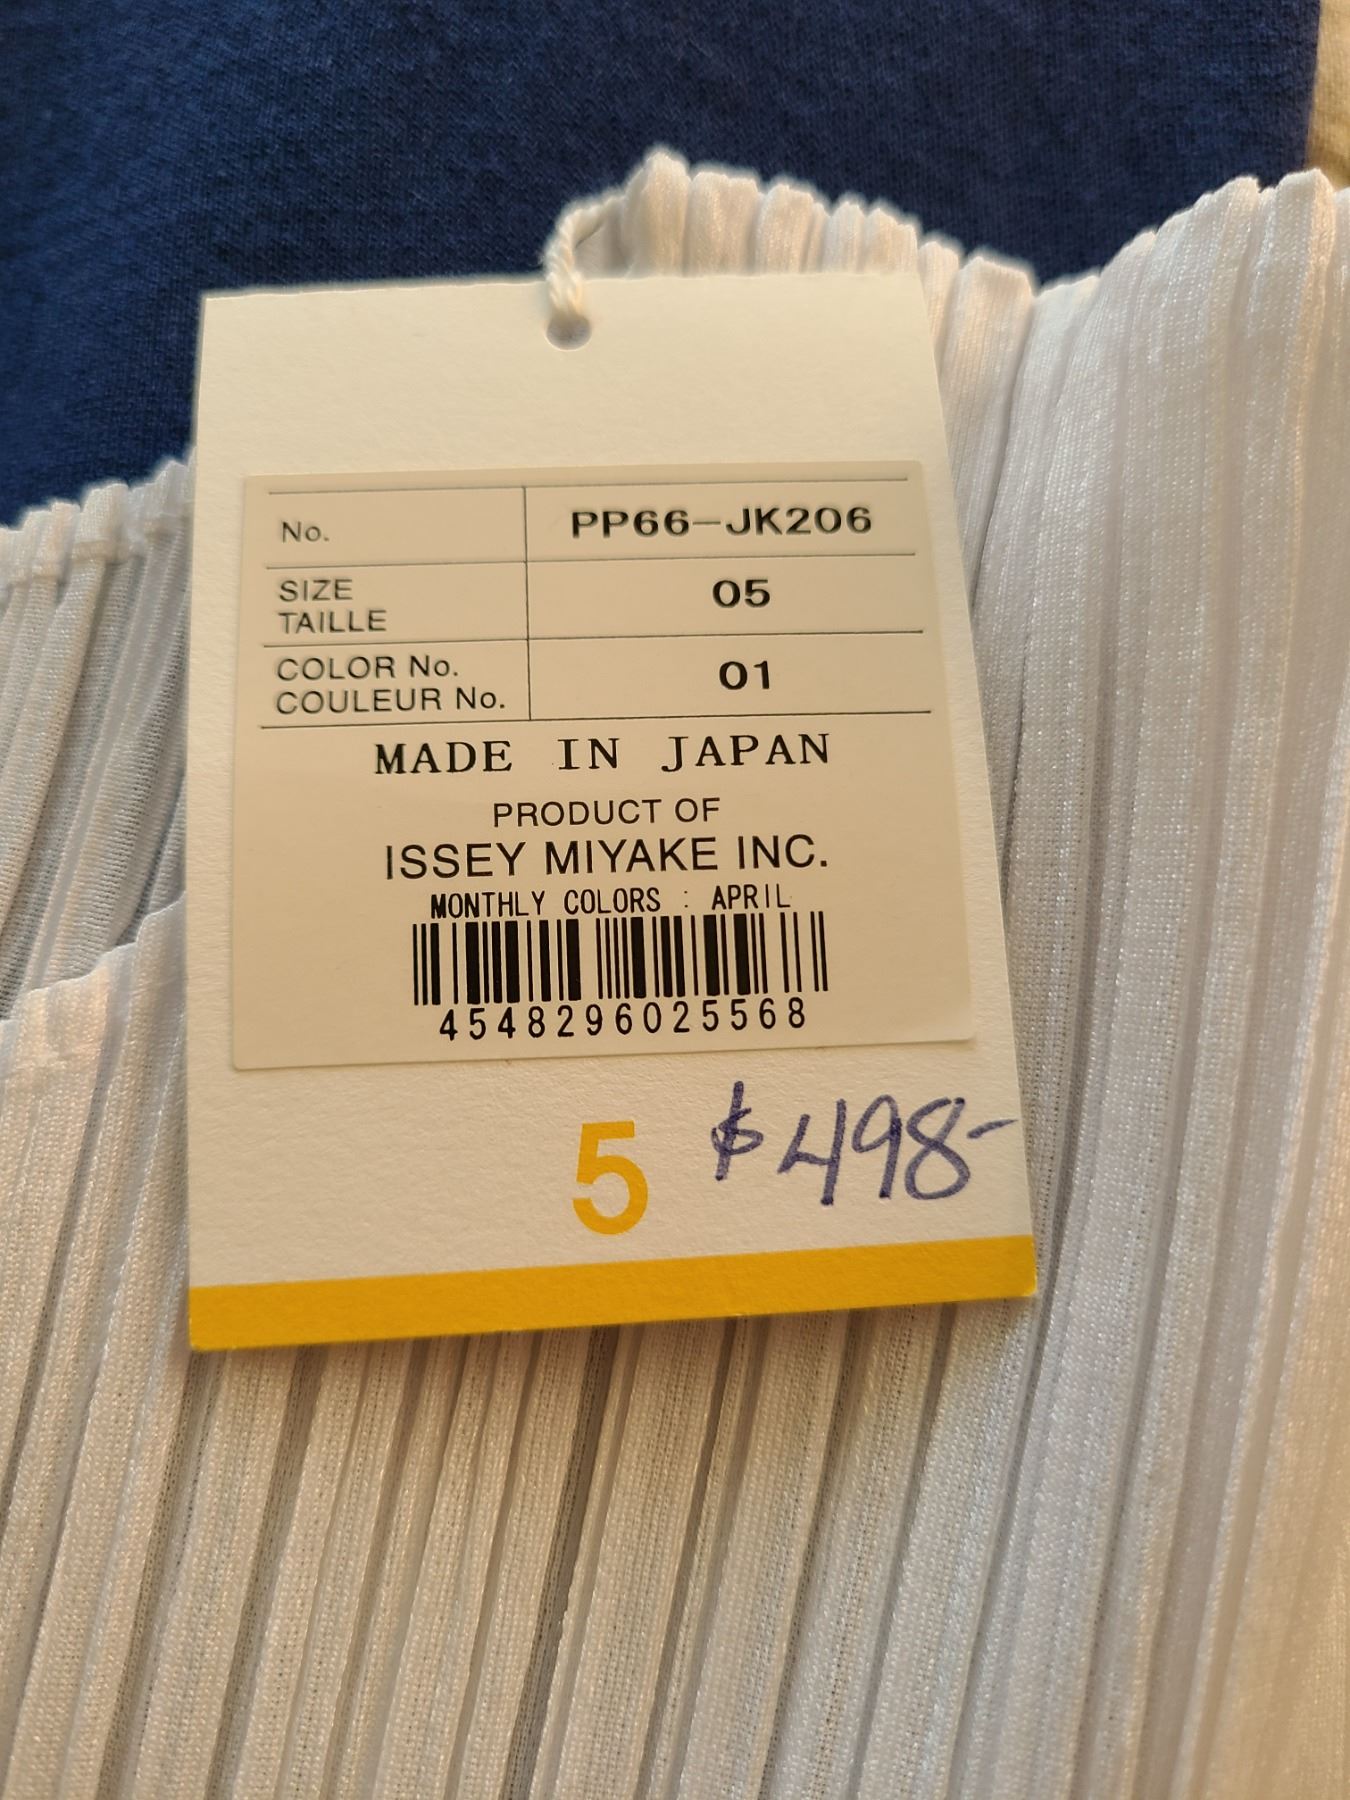 No. PP66-JK206
SIZE
TAILLE 05
COLOR No.
COULEUR No. 01
MADE IN JAPAN
PRODUCT OF
ISSEY MIYAKE INC.
MONTHLY COLORS : APRIL
4548296025568
5 $498-